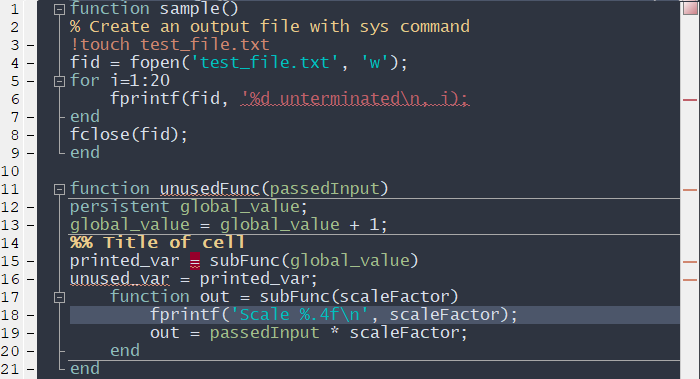 1 function sample()
2 % Create an output file with sys command
3 – !touch test_file.txt
4 – fid = fopen('test_file.txt', 'w');
5 – for i=1:20
6 fprintf(fid, '%d unterminated\n, i);
7 – end
8 – fclose(fid);
9 – end
10
11 function unusedFunc(passedInput)
12 – persistent global_value;
13 – global_value = global_value + 1;
14 %% Title of cell
15 – printed_var = subFunc(global_value)
16 – unused_var = printed_var;
17 function out = subFunc(scaleFactor)
18 – fprintf('Scale %.4f\n', scaleFactor);
19 – out = passedInput * scaleFactor;
20 – end
21 – end